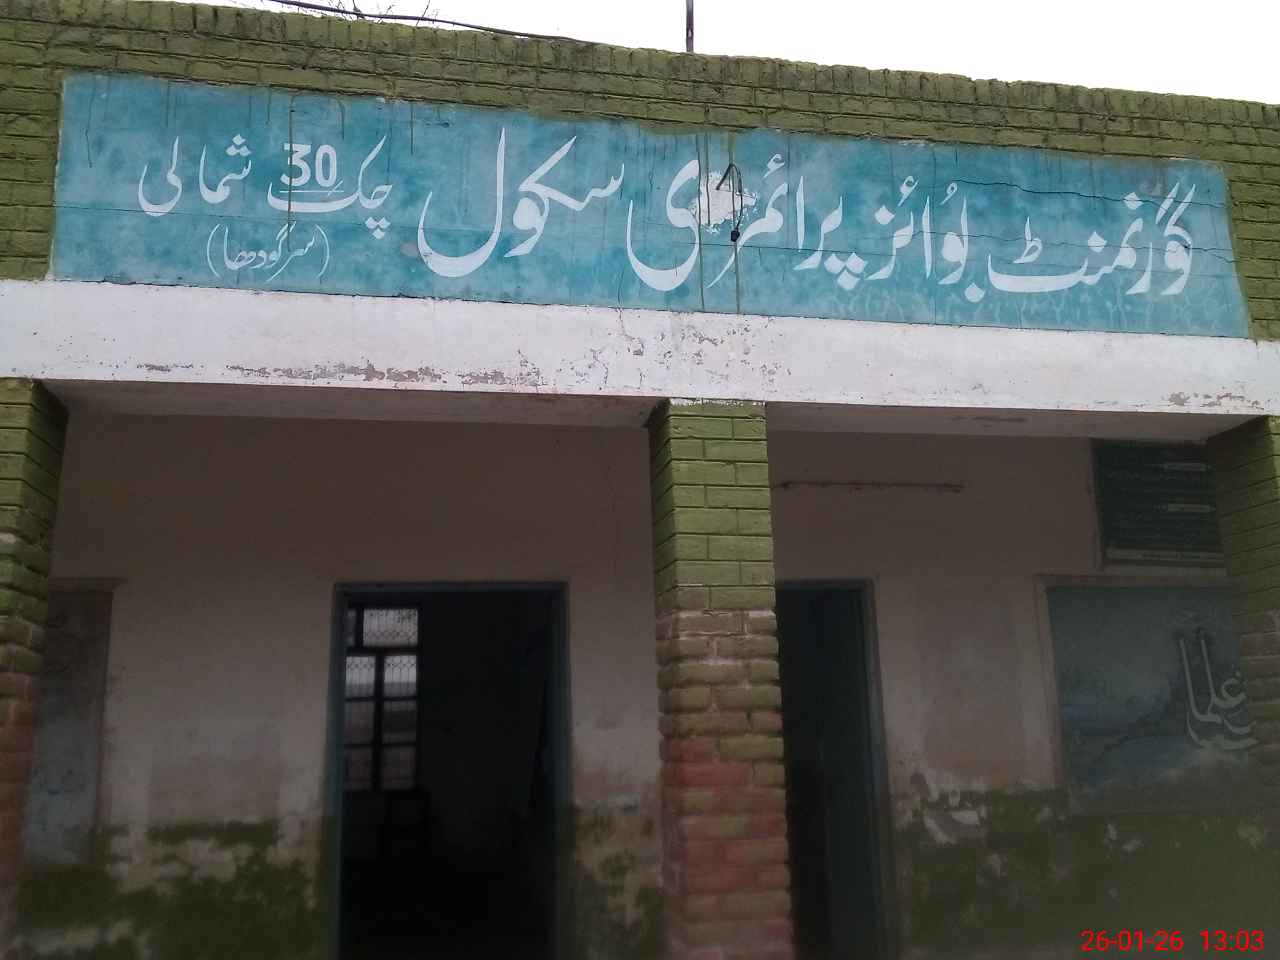 گورنمنٹ بوائز پرائمری سکول چک 30 شمالی
(سرگودھا)
26-01-26 13:03